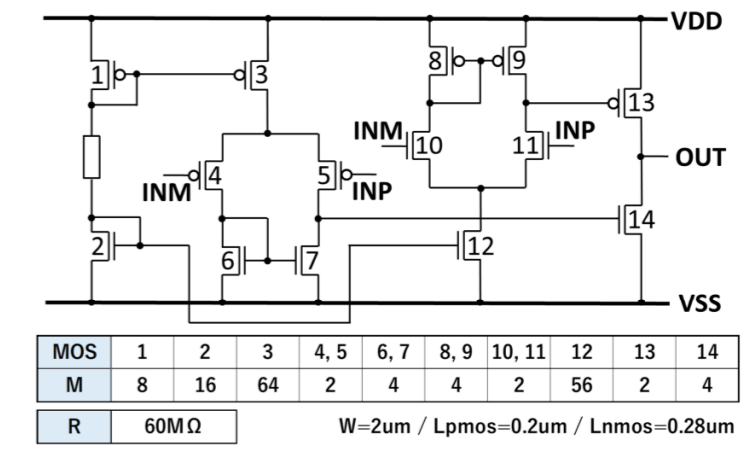 VDD
1
3
8
9
13
INM
10
11
INP
OUT
INM
4
5
INP
14
2
6
7
12
VSS
MOS 1 2 3 4, 5 6, 7 8, 9 10, 11 12 13 14
M 8 16 64 2 4 4 2 56 2 4
R 60MΩ W=2um / Lpmos=0.2um / Lnmos=0.28um